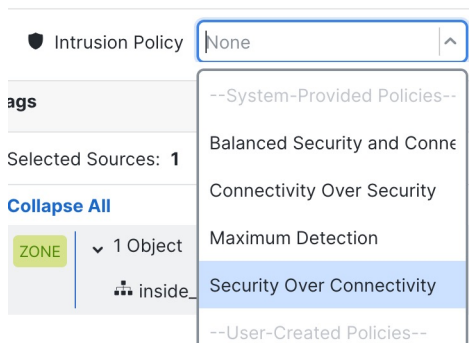 Intrusion Policy
None
--System-Provided Policies--
ags
Balanced Security and Conne
Selected Sources: 1
Connectivity Over Security
Collapse All
Maximum Detection
ZONE
1 Object
Security Over Connectivity
inside_
--User-Created Policies--